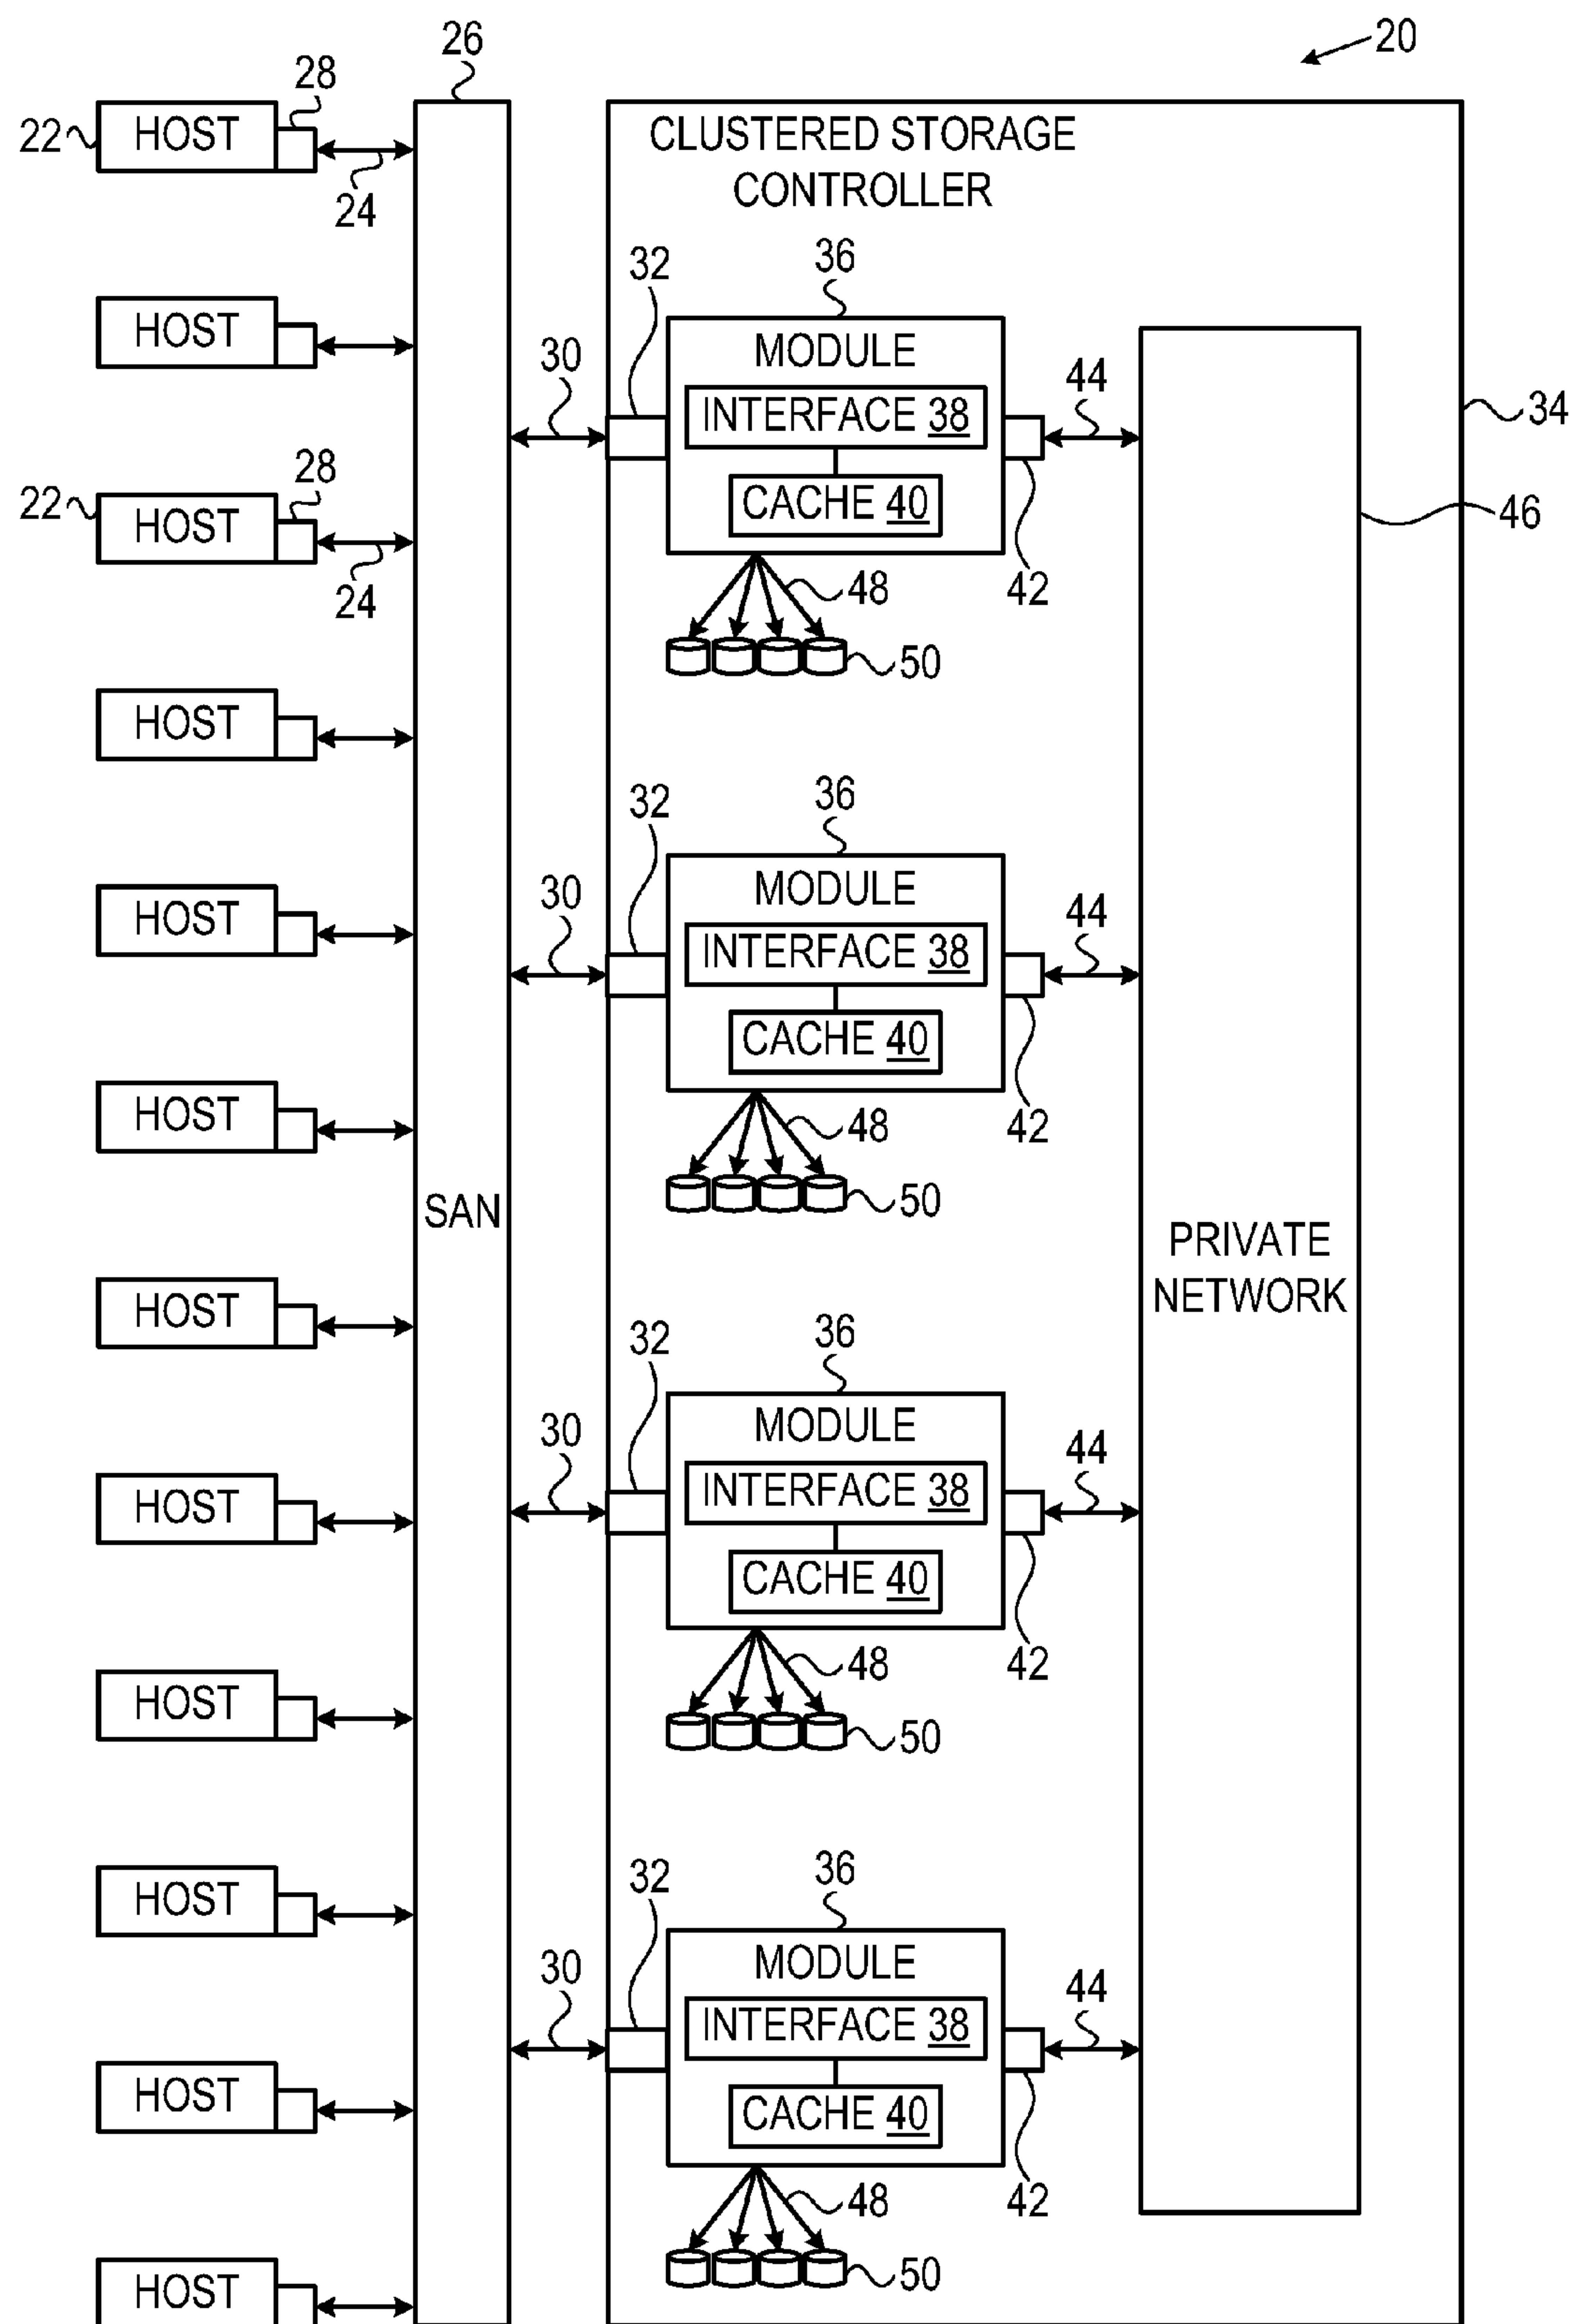 26
20
28
22
HOST
CLUSTERED STORAGE
CONTROLLER
24
36
32
HOST
MODULE
30
44
INTERFACE 38
34
28
22
HOST
CACHE 40
46
24
48
42
50
HOST
36
32
MODULE
HOST
30
44
INTERFACE 38
CACHE 40
HOST
48
42
SAN
50
PRIVATE
NETWORK
HOST
36
32
MODULE
30
44
INTERFACE 38
HOST
CACHE 40
48
42
HOST
50
36
32
HOST
MODULE
30
44
INTERFACE 38
HOST
CACHE 40
48
42
50
HOST